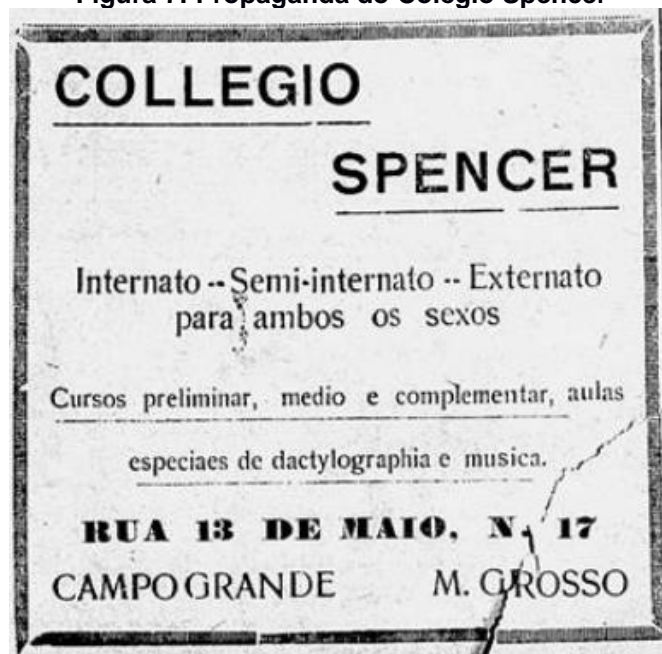 Figura 7: Propaganda do Colégio Spencer
COLLEGIO
SPENCER
Internato -- Semi-internato -- Externato
para ambos os sexos
Cursos preliminar, medio e complementar, aulas
especiaes de dactylographia e musica.
RUA 13 DE MAIO, N. 17
CAMPO GRANDE M. GROSSO